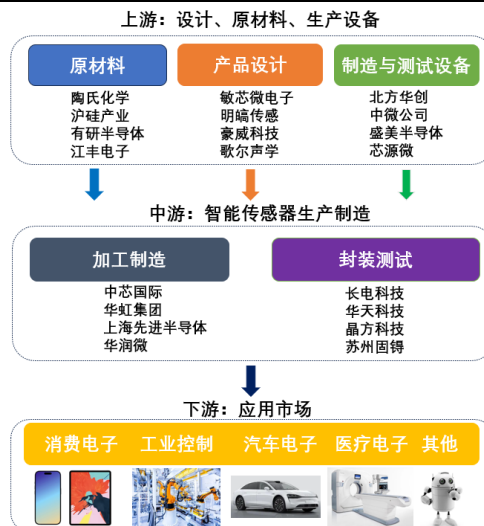 上游：设计、原材料、生产设备
原材料
产品设计
制造与测试设备
陶氏化学
沪硅产业
有研半导体
江丰电子
敏芯微电子
明皜传感
豪威科技
歌尔声学
北方华创
中微公司
盛美半导体
芯源微
中游：智能传感器生产制造
加工制造
封装测试
中芯国际
华虹集团
上海先进半导体
华润微
长电科技
华天科技
晶方科技
苏州固锝
下游：应用市场
消费电子 工业控制 汽车电子 医疗电子 其他